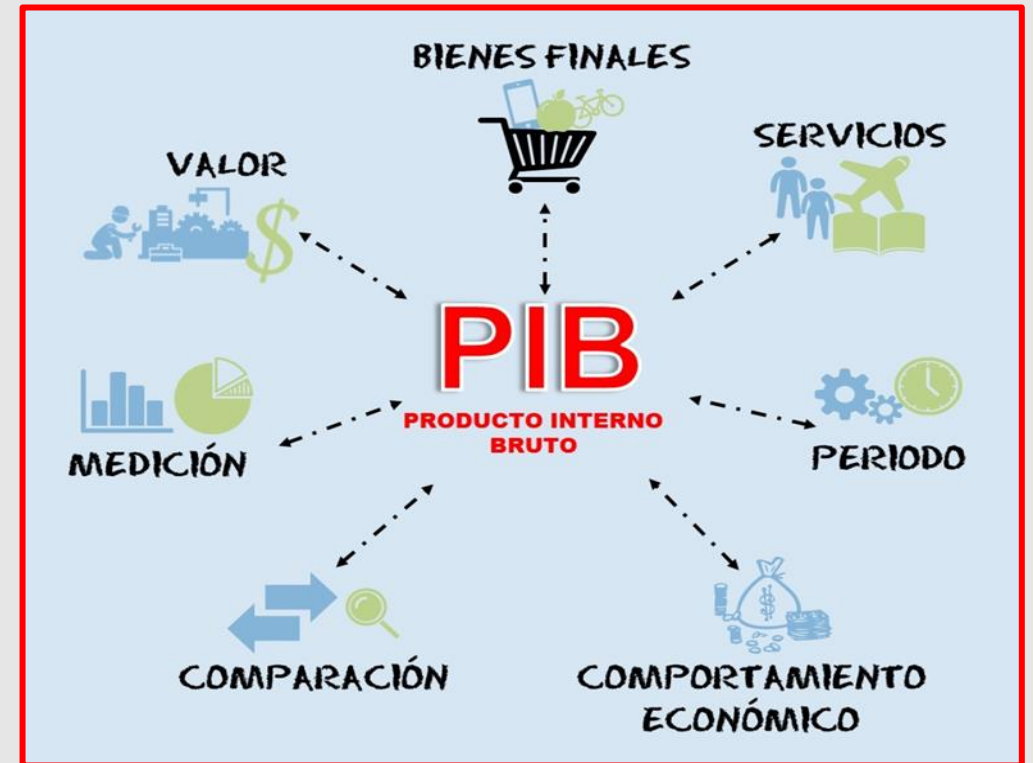 BIENES FINALES
SERVICIOS
VALOR
$
PIB
PRODUCTO INTERNO
BRUTO
MEDICIÓN
PERIODO
$
COMPARACIÓN
COMPORTAMIENTO
ECONÓMICO